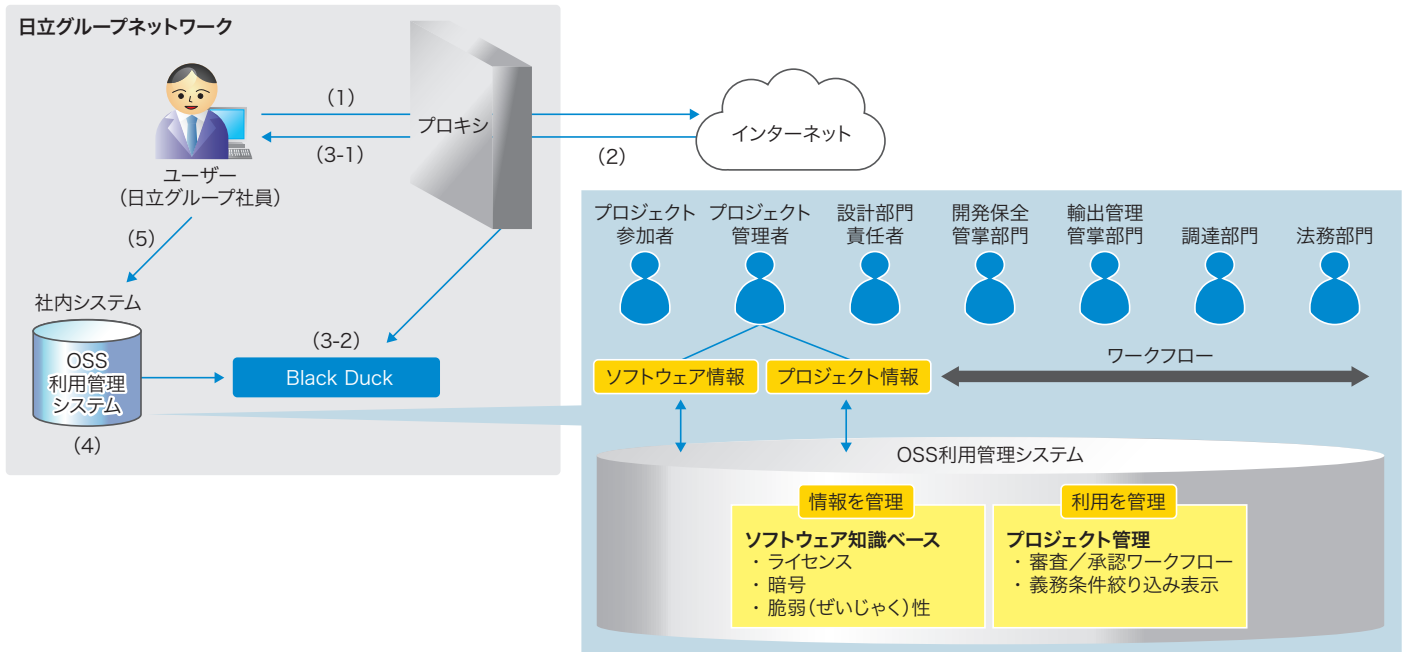 日立グループネットワーク
(1)
プロキシ
(3-1)
(2)
インターネット
ユーザー
(日立グループ社員)
(5)
社内システム
OSS
利用管理
システム
(4)
(3-2)
Black Duck
プロジェクト
参加者
プロジェクト
管理者
設計部門
責任者
開発保全
管掌部門
輸出管理
管掌部門
調達部門
法務部門
ソフトウェア情報
プロジェクト情報
ワークフロー
OSS利用管理システム
情報を管理
ソフトウェア知識ベース
・ ライセンス
・ 暗号
・ 脆弱(ぜいじゃく)性
利用を管理
プロジェクト管理
・ 審査／承認ワークフロー
・ 義務条件絞り込み表示